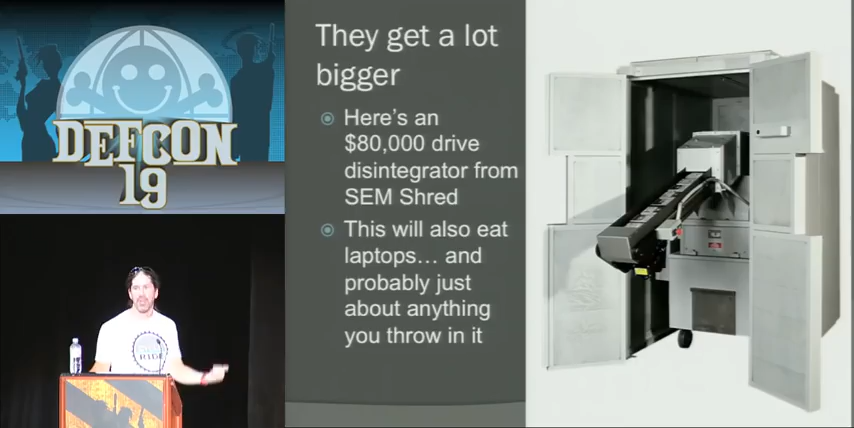 DEFCON
19
They get a lot
bigger
Here's an
$80,000 drive
disintegrator from
SEM Shred
This will also eat
laptops… and
probably just
about anything
you throw in it